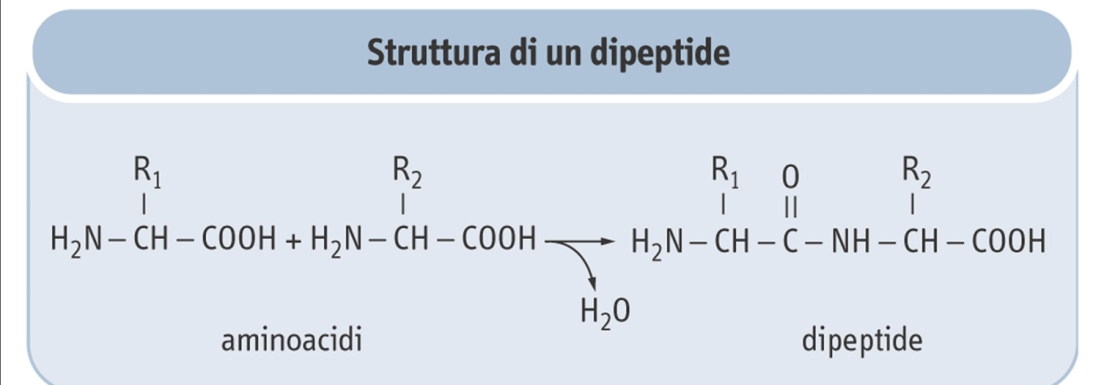 Struttura di un dipeptide
R₁ R₂ R₁ O R₂
H₂N – CH – COOH + H₂N – CH – COOH → H₂N – CH – C – NH – CH – COOH
H₂O
aminoacidi dipeptide